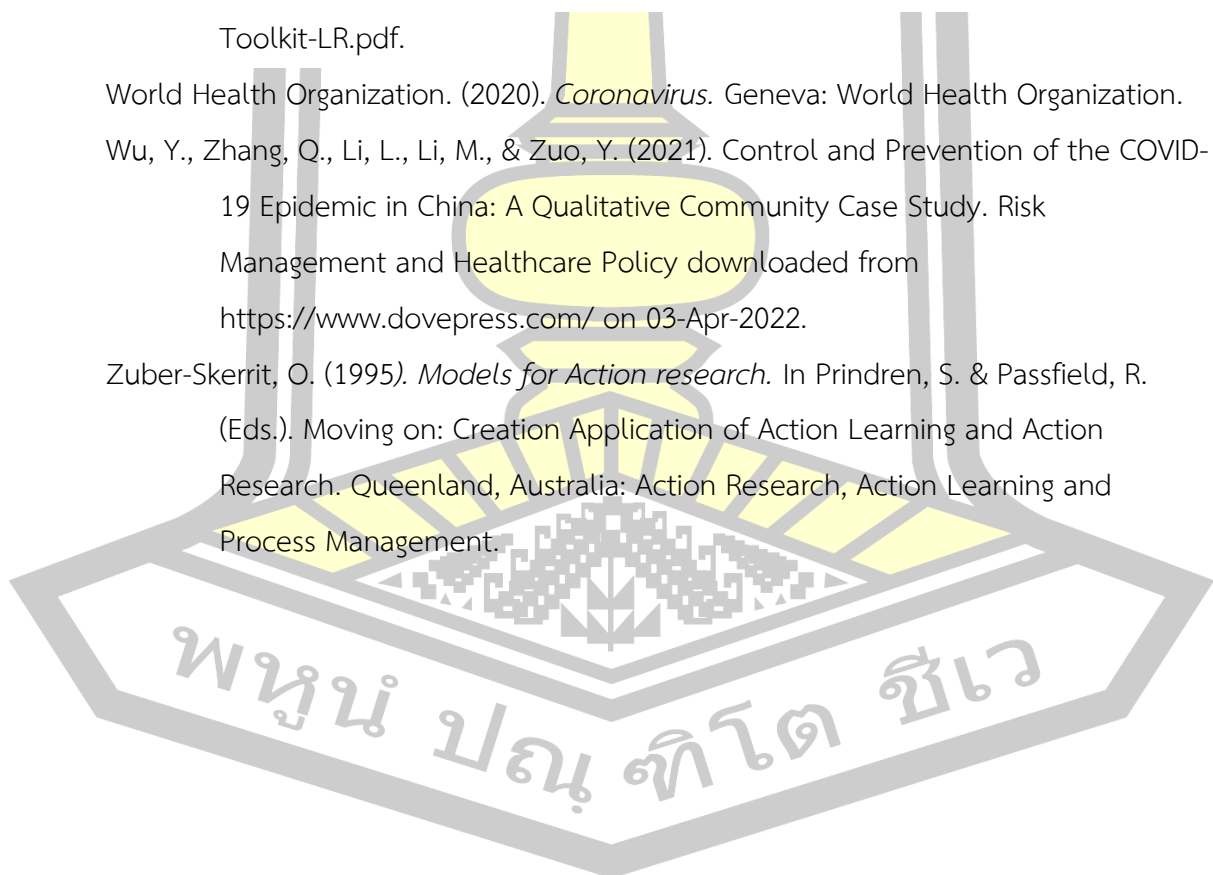 Toolkit-LR.pdf.
World Health Organization. (2020). Coronavirus. Geneva: World Health Organization.
Wu, Y., Zhang, Q., Li, L., Li, M., & Zuo, Y. (2021). Control and Prevention of the COVID-
19 Epidemic in China: A Qualitative Community Case Study. Risk
Management and Healthcare Policy downloaded from
https://www.dovepress.com/ on 03-Apr-2022.
Zuber-Skerrit, O. (1995). Models for Action research. In Prindren, S. & Passfield, R.
(Eds.). Moving on: Creation Application of Action Learning and Action
Research. Queenland, Australia: Action Research, Action Learning and
Process Management.
พหูนํ ปณฺฑิโต ชีเว